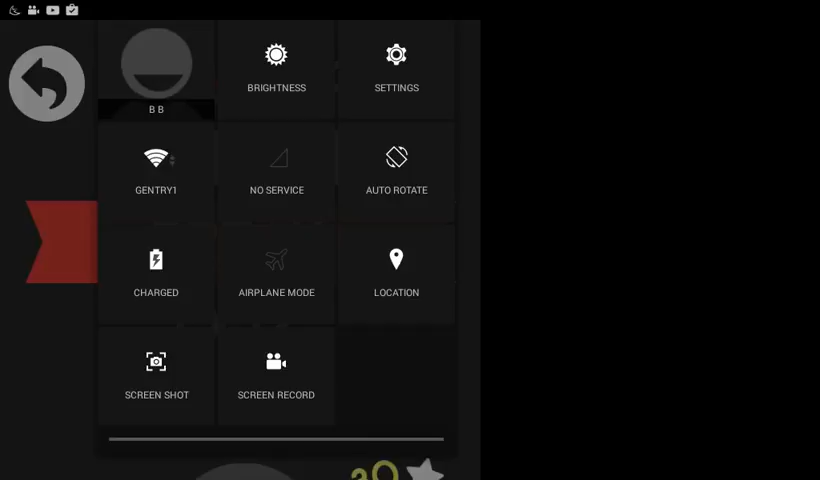 B B
BRIGHTNESS
SETTINGS
GENTRY1
NO SERVICE
AUTO ROTATE
CHARGED
AIRPLANE MODE
LOCATION
SCREEN SHOT
SCREEN RECORD